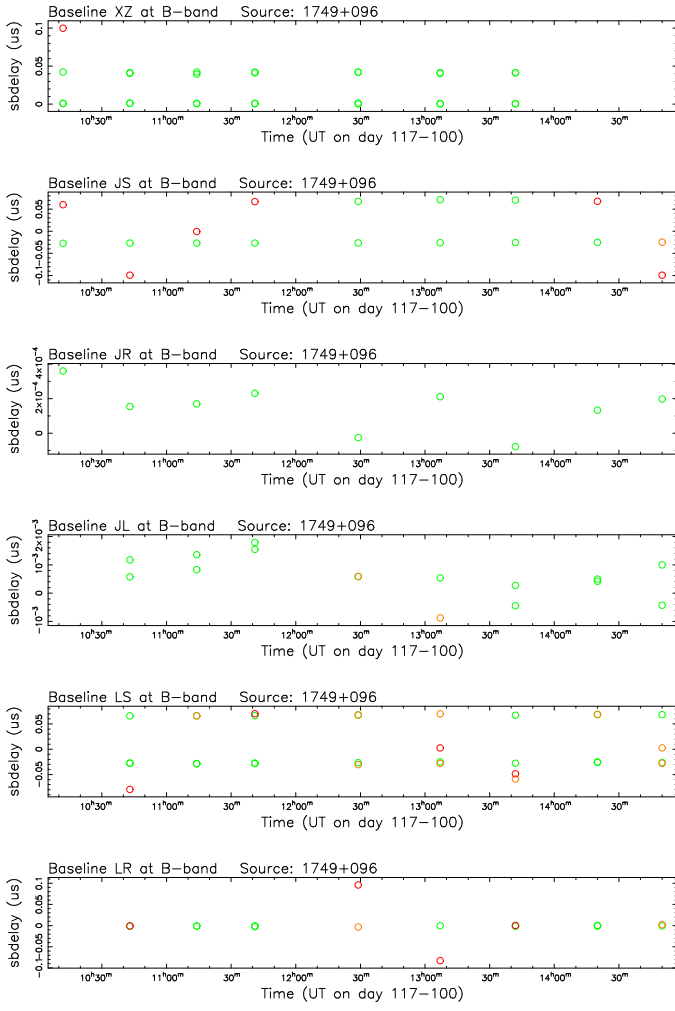 Baseline XZ at B-band Source: 1749+096
sbdelay (us)
0 0.05 0.1
10h30m 11h00m 30m 12h00m 30m 13h00m 30m 14h00m 30m
Time (UT on day 117-100)
Baseline JS at B-band Source: 1749+096
sbdelay (us)
-0.1 -0.05 0 0.05
10h30m 11h00m 30m 12h00m 30m 13h00m 30m 14h00m 30m
Time (UT on day 117-100)
Baseline JR at B-band Source: 1749+096
sbdelay (us)
0 2×10-4 4×10-4
10h30m 11h00m 30m 12h00m 30m 13h00m 30m 14h00m 30m
Time (UT on day 117-100)
Baseline JL at B-band Source: 1749+096
sbdelay (us)
-10-3 0 10-3 2×10-3
10h30m 11h00m 30m 12h00m 30m 13h00m 30m 14h00m 30m
Time (UT on day 117-100)
Baseline LS at B-band Source: 1749+096
sbdelay (us)
-0.05 0 0.05
10h30m 11h00m 30m 12h00m 30m 13h00m 30m 14h00m 30m
Time (UT on day 117-100)
Baseline LR at B-band Source: 1749+096
sbdelay (us)
-0.1 -0.05 0 0.05 0.1
10h30m 11h00m 30m 12h00m 30m 13h00m 30m 14h00m 30m
Time (UT on day 117-100)